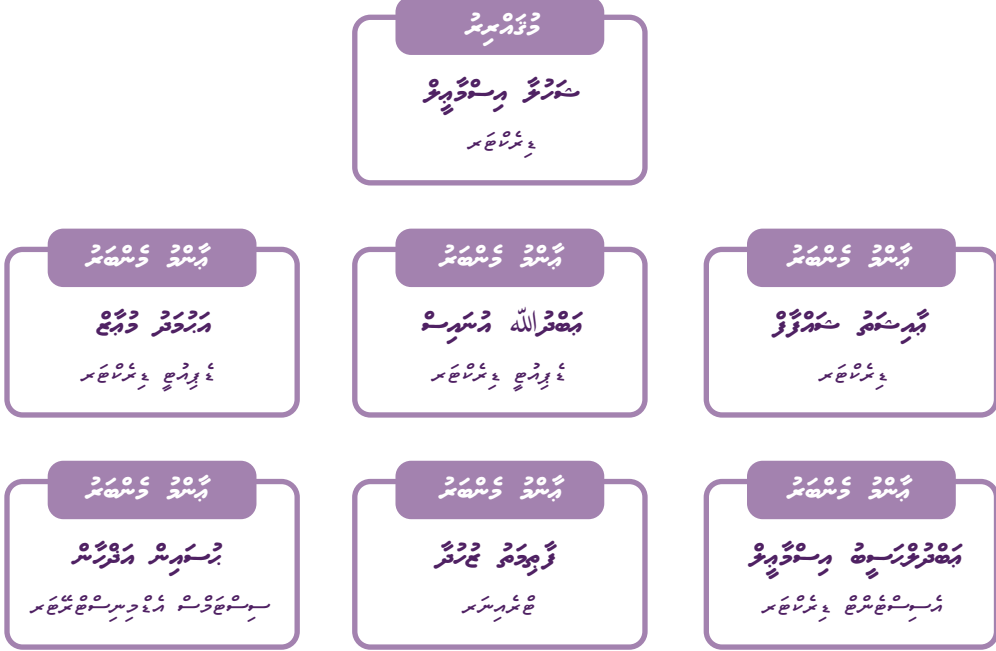 މުޤައްރިރު
ޝަހުލާ އިސްމާޢީލް
ޑިރެކްޓަރ
ޢާންމު މެންބަރު
ޢާއިޝަތު ޝައްފާފް
ޑިރެކްޓަރ
ޢާންމު މެންބަރު
ޢަބްދުﷲ އުނައިސް
ޑެޕިއުޓީ ޑިރެކްޓަރ
ޢާންމު މެންބަރު
އަޙުމަދު މުޢާޒް
ޑެޕިއުޓީ ޑިރެކްޓަރ
ޢާންމު މެންބަރު
ޢަބްދުލްޙަސީބު އިސްމާޢީލް
އެސިސްޓެންޓް ޑިރެކްޓަރ
ޢާންމު މެންބަރު
ފާޠިމަތު ޒުހުދާ
ޓްރެއިނަރ
ޢާންމު މެންބަރު
ޙުސައިން އަޛްހާން
ސިސްޓަމްސް އެޑްމިނިސްޓްރޭޓަރ